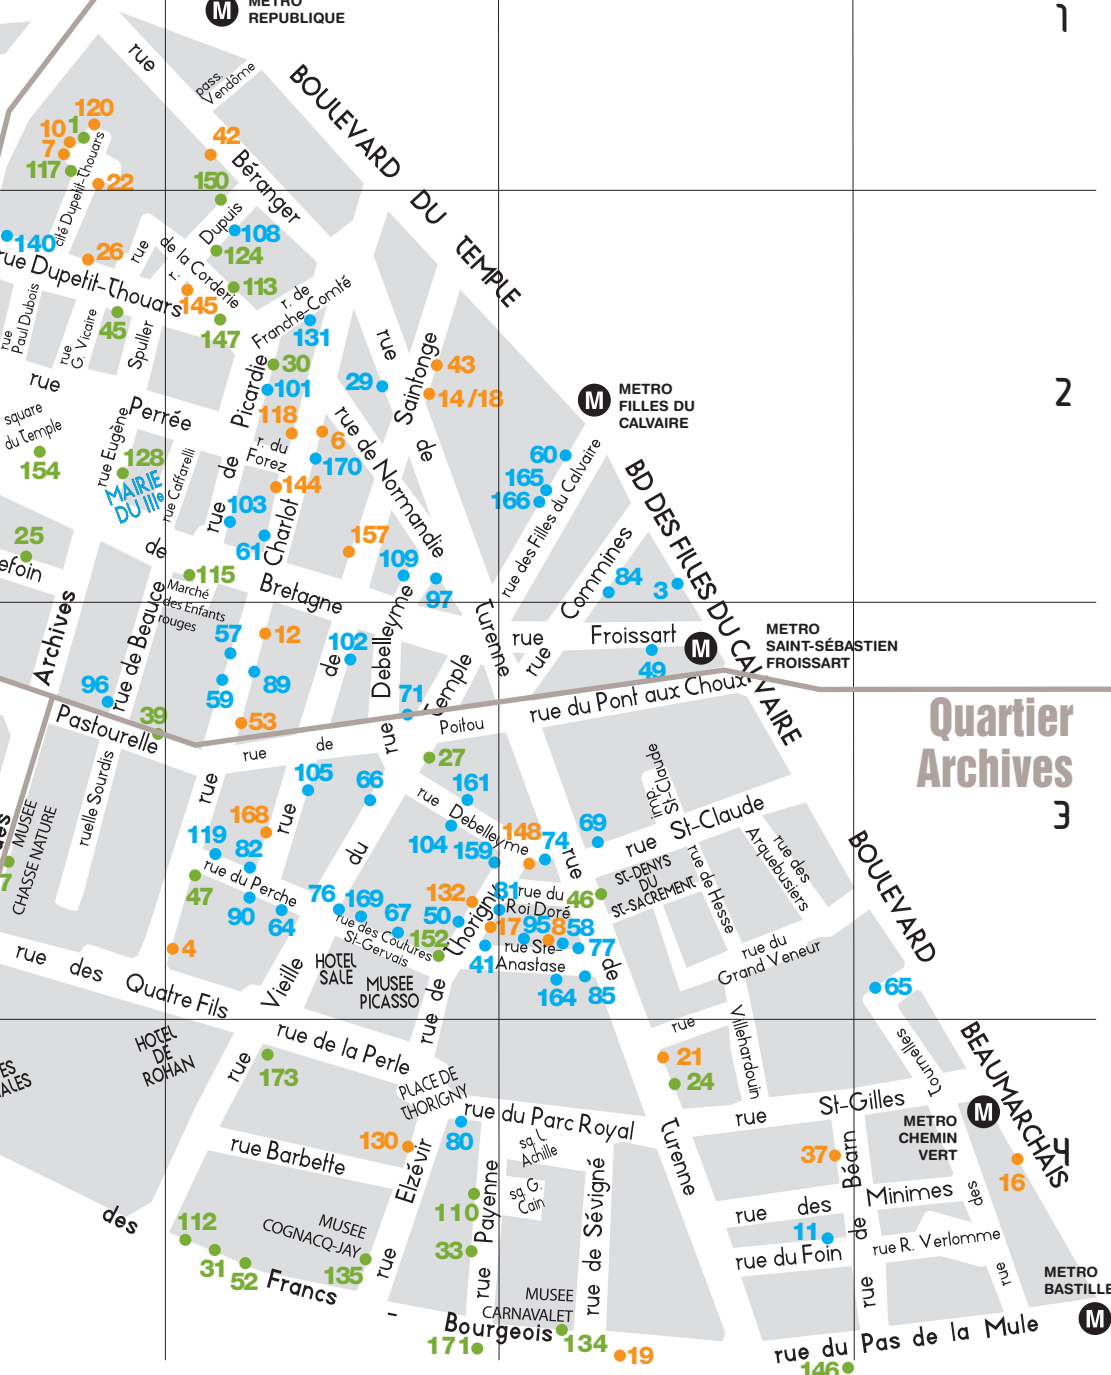 METRO
REPUBLIQUE
M
1
rue
pass.
Vendôme
BOULEVARD DU TEMPLE
120
10
1
7
117
22
cité Dupetit-Thouars
42
Béranger
150
Dupuis
108
124
140
26
rue
de la Corderie
r.
113
145
147
rue Dupetit-Thouars
r. de
Franche-Comté
131
rue
Paul Dubois
rue
G. Vicaire
45
Spuller
30
101
Picardie
29
rue
Saintonge
43
14/18
de
M
METRO
FILLES DU
CALVAIRE
2
rue
square
du Temple
154
Perrée
rue Eugène
128
MAIRIE
DU IIIe
rue Caffarelli
118
r. du
Forez
6
170
rue de Normandie
144
de
rue
103
61
Charlot
157
60
165
166
rue des Filles du Calvaire
BD DES FILLES DU CALVAIRE
25
efoin
de
115
Marché
des Enfants
rouges
Bretagne
109
97
Commines
84
3
Archives
rue de Beauce
57
12
59
89
53
de
102
Debelleyme
Turenne
rue
rue
Froissart
49
M
METRO
SAINT-SÉBASTIEN
FROISSART
96
39
Pastourelle
71
Temple
rue
Poitou
rue du Pont aux Choux
Quartier
Archives
rue
de
27
105
66
161
rue
Debelleyme
104
159
148
74
69
rue
imp.
St-Claude
rue
St-Claude
3
MUSEE
CHASSE NATURE
7
ruelle Sourdis
rue
168
rue
119
82
rue du Perche
47
90
64
du
76
169
67
rue des Coutures
St-Gervais
152
132
50
Thorigny
81
17
rue du
Roi Doré
46
95
8
58
77
rue Ste-
Anastase
41
164
85
de
ST-DENYS
DU
ST-SACREMENT
rue de Hesse
rue des
Arquebusiers
rue du
Grand Veneur
BOULEVARD
65
4
rue des Quatre Fils
Vieille
HOTEL
SALE
MUSEE
PICASSO
rue de
HOTEL
DE
ROHAN
rue
rue de la Perle
173
PLACE DE
THORIGNY
rue
21
24
Villehardouin
Tournelles
BEAUMARCHAIS
rue du Parc Royal
80
130
rue Barbette
Elzévir
sq. L.
Achille
sq. G.
Cain
Turenne
rue
St-Gilles
METRO
CHEMIN
VERT
M
4
37
Béarn
16
110
Payenne
33
rue de Sévigné
rue
des
Minimes
des
11
de
rue du Foin
rue R. Verlomme
rue
des
112
31
52
MUSEE
COGNACQ-JAY
135
rue
Francs
-
rue
MUSEE
CARNAVALET
Bourgeois
171
134
19
rue
METRO
BASTILLE
M
rue du Pas de la Mule
146